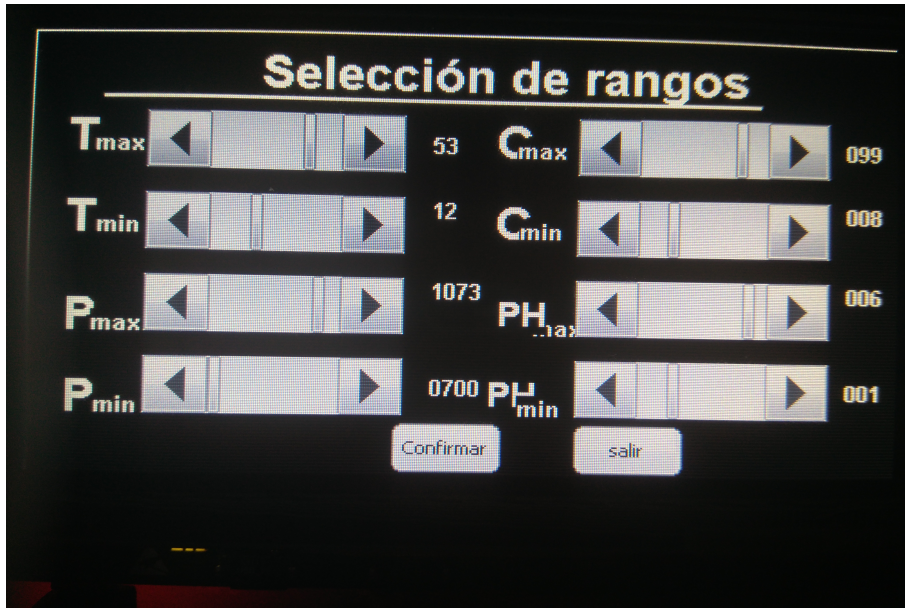 Selección de rangos
Tmax 53 Cmax 099
Tmin 12 Cmin 008
Pmax 1073 PHmax 006
Pmin 0700 PHmin 001
Confirmar salir